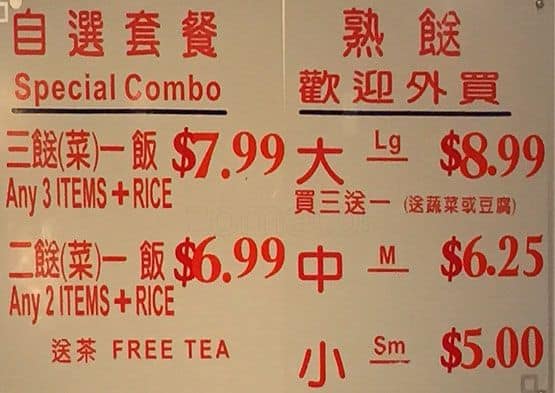 自選套餐
Special Combo
三餸(菜)一飯 $7.99
Any 3 ITEMS + RICE
二餸(菜)一飯 $6.99
Any 2 ITEMS + RICE
送茶 FREE TEA
熟餸
歡迎外買
大 Lg $8.99
買三送一 (送蔬菜或豆腐)
中 M $6.25
小 Sm $5.00